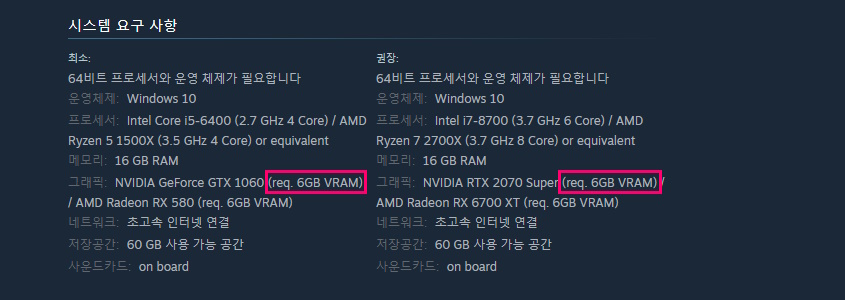 시스템 요구 사항
최소:
64비트 프로세서와 운영 체제가 필요합니다
운영체제: Windows 10
프로세서: Intel Core i5-6400 (2.7 GHz 4 Core) / AMD
Ryzen 5 1500X (3.5 GHz 4 Core) or equivalent
메모리: 16 GB RAM
그래픽: NVIDIA GeForce GTX 1060 (req. 6GB VRAM)
/ AMD Radeon RX 580 (req. 6GB VRAM)
네트워크: 초고속 인터넷 연결
저장공간: 60 GB 사용 가능 공간
사운드카드: on board
권장:
64비트 프로세서와 운영 체제가 필요합니다
운영체제: Windows 10
프로세서: Intel i7-8700 (3.7 GHz 6 Core) / AMD
Ryzen 7 2700X (3.7 GHz 8 Core) or equivalent
메모리: 16 GB RAM
그래픽: NVIDIA RTX 2070 Super (req. 6GB VRAM) /
AMD Radeon RX 6700 XT (req. 6GB VRAM)
네트워크: 초고속 인터넷 연결
저장공간: 60 GB 사용 가능 공간
사운드카드: on board